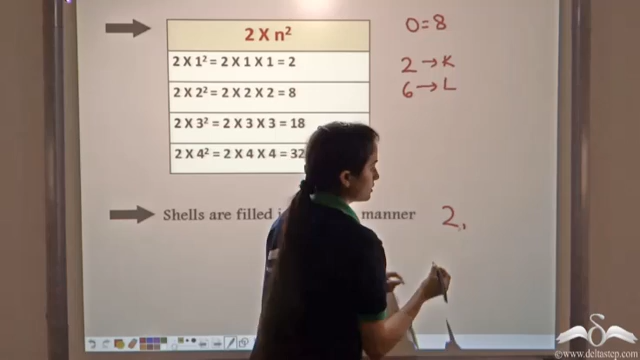 2 X n²
2 X 1² = 2 X 1 X 1 = 2
2 X 2² = 2 X 2 X 2 = 8
2 X 3² = 2 X 3 X 3 = 18
2 X 4² = 2 X 4 X 4 = 32
O=8
2→K
6→L
Shells are filled i manner
2,
©www.deltastep.com